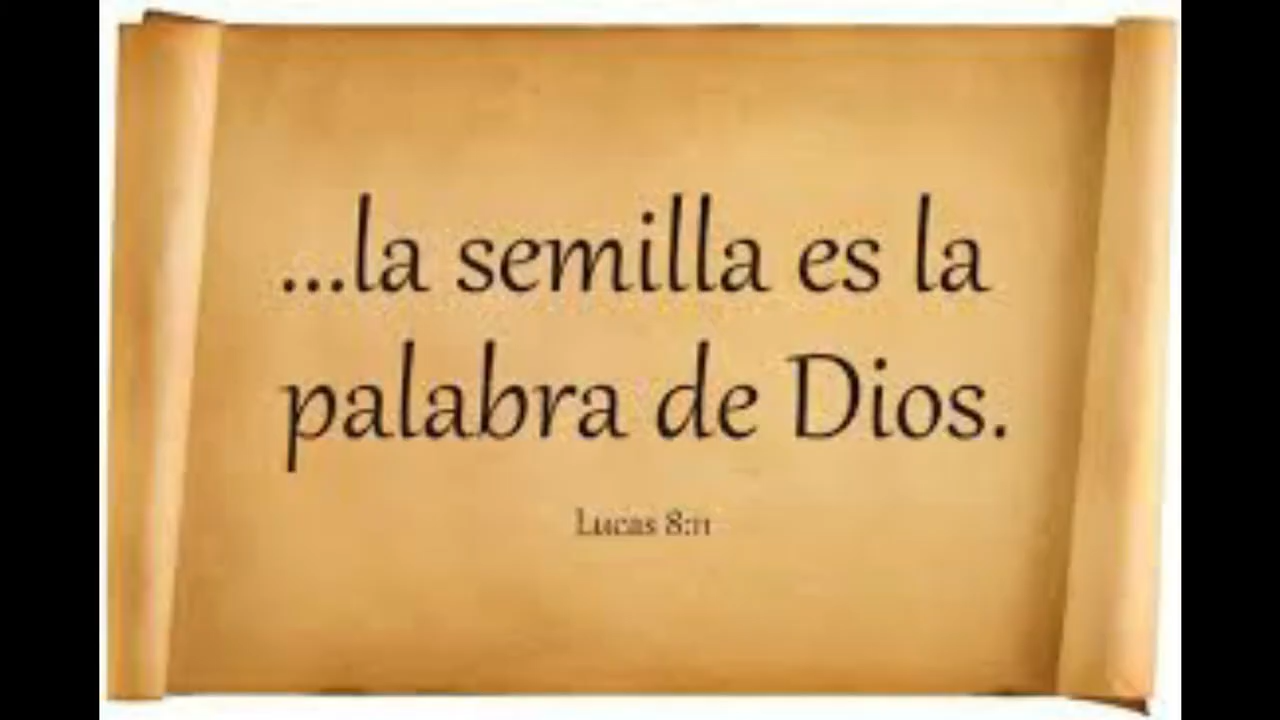 ...la semilla es la
palabra de Dios.
Lucas 8:11